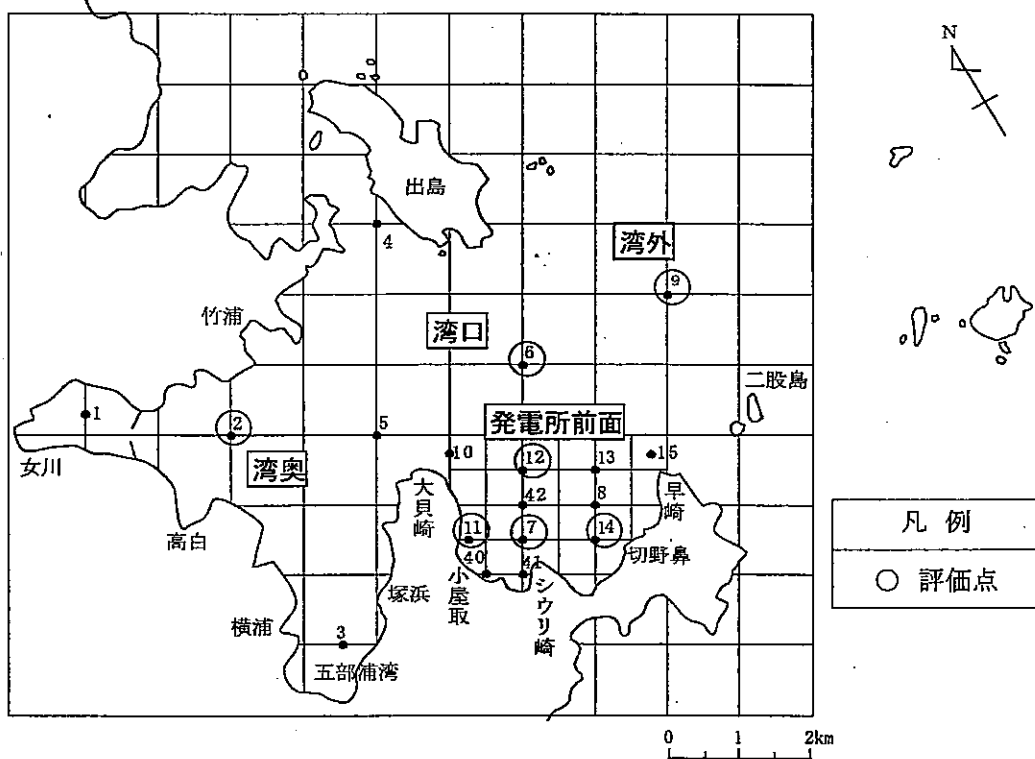 N
出島
4
湾外
9
竹浦
湾口
6
二股島
発電所前面
1
2
5
10
12
13
15
女川
湾奥
大貝崎
42
8
早崎
高白
11
7
14
切野鼻
凡例
○ 評価点
40
41
小屋取
シウリ崎
塚浜
横浦
3
五部浦湾
0 1 2km